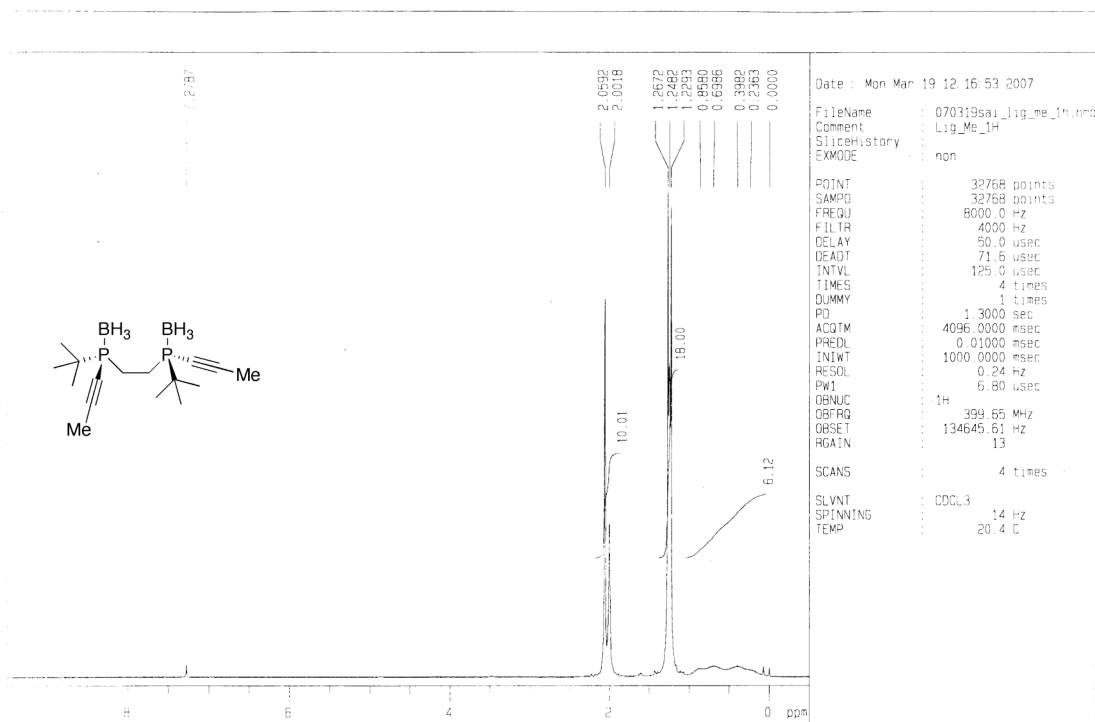 7.2787
2.0592
2.0018
1.2672
1.2482
1.2293
0.8580
0.6986
0.3982
0.2363
0.0000
BH3 BH3
P P
Me
Me
10.01
18.00
6.12
8 6 4 2 0 ppm
Date : Mon Mar 19 12:16:53 2007
FileName : 070319sai_lig_me_1h.nmd
Comment : Lig_Me_1H
SliceHistory :
EXMODE : non
POINT : 32768 points
SAMPO : 32768 points
FREQU : 8000.0 Hz
FILTR : 4000 Hz
DELAY : 50.0 usec
DEADT : 71.6 usec
INTVL : 125.0 usec
TIMES : 4 times
DUMMY : 1 times
PD : 1.3000 sec
ACQTM : 4096.0000 msec
PREDL : 0.01000 msec
INIWT : 1000.0000 msec
RESOL : 0.24 Hz
PW1 : 6.80 usec
OBNUC : 1H
OBFRQ : 399.65 MHz
OBSET : 134645.61 Hz
RGAIN : 13
SCANS : 4 times
SLVNT : CDCL3
SPINNING : 14 Hz
TEMP : 20.4 C